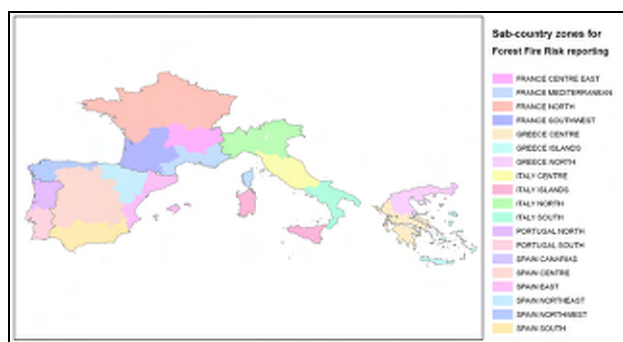 Sub-country zones for
Forest Fire Risk reporting
FRANCE CENTRE EAST
FRANCE MEDITERRANEAN
FRANCE NORTH
FRANCE SOUTHWEST
GREECE CENTRE
GREECE ISLANDS
GREECE NORTH
ITALY CENTRE
ITALY ISLANDS
ITALY NORTH
ITALY SOUTH
PORTUGAL NORTH
PORTUGAL SOUTH
SPAIN CANARIAS
SPAIN CENTRE
SPAIN EAST
SPAIN NORTHEAST
SPAIN NORTHWEST
SPAIN SOUTH